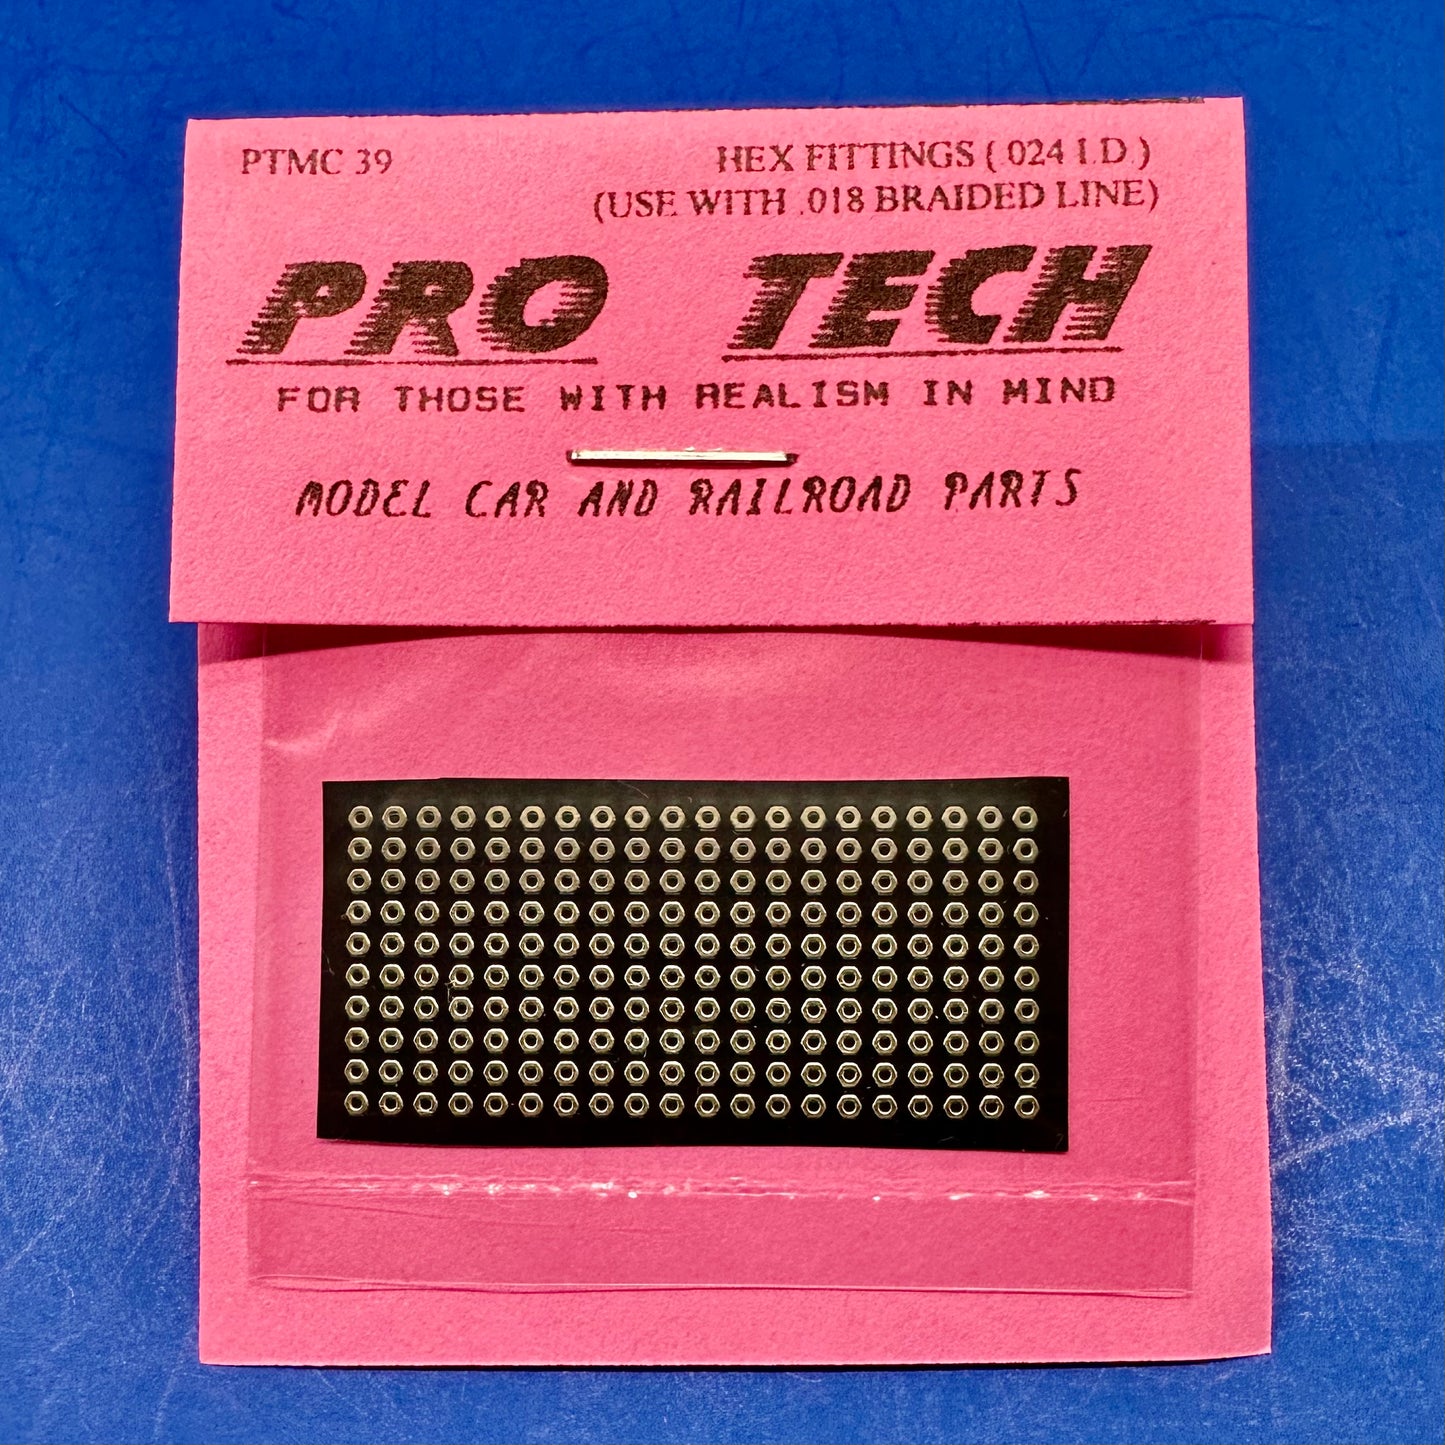 PTMC 39
HEX FITTINGS (.024 I.D.)
(USE WITH .018 BRAIDED LINE)
PRO TECH
FOR THOSE WITH REALISM IN MIND
MODEL CAR AND RAILROAD PARTS